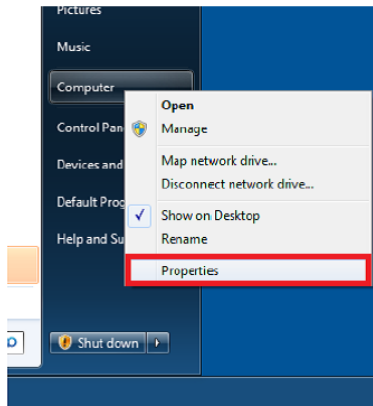 Pictures
Music
Computer
Open
Control Pan
Manage
Devices and
Map network drive...
Disconnect network drive...
Default Prog
Show on Desktop
Help and Su
Rename
Properties
Shut down